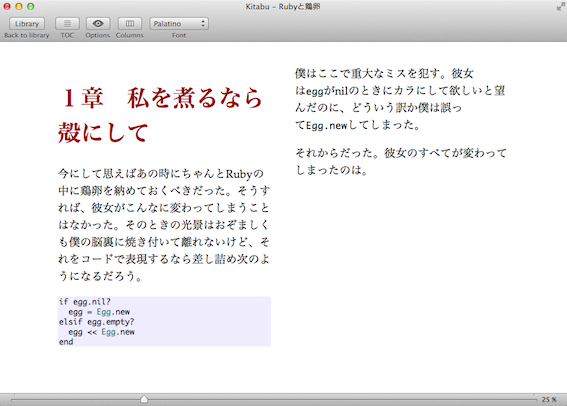 Kitabu – Rubyと鶏卵
Library
Palatino
Back to library
TOC
Options
Columns
Font
1章　私を煮るなら
殻にして
今にして思えばあの時にちゃんとRubyの
中に鶏卵を納めておくべきだった。そうす
れば、彼女がこんなに変わってしまうこと
はなかった。そのときの光景はおぞましく
も僕の脳裏に焼き付いて離れないけど、そ
れをコードで表現するなら差し詰め次のよ
うになるだろう。
if egg.nil?
  egg = Egg.new
elsif egg.empty?
  egg << Egg.new
end
僕はここで重大なミスを犯す。彼女
はeggがnilのときにカラにして欲しいと望
んだのに、どういう訳か僕は誤っ
てEgg.newしてしまった。
それからだった。彼女のすべてが変わって
しまったのは。
25 %